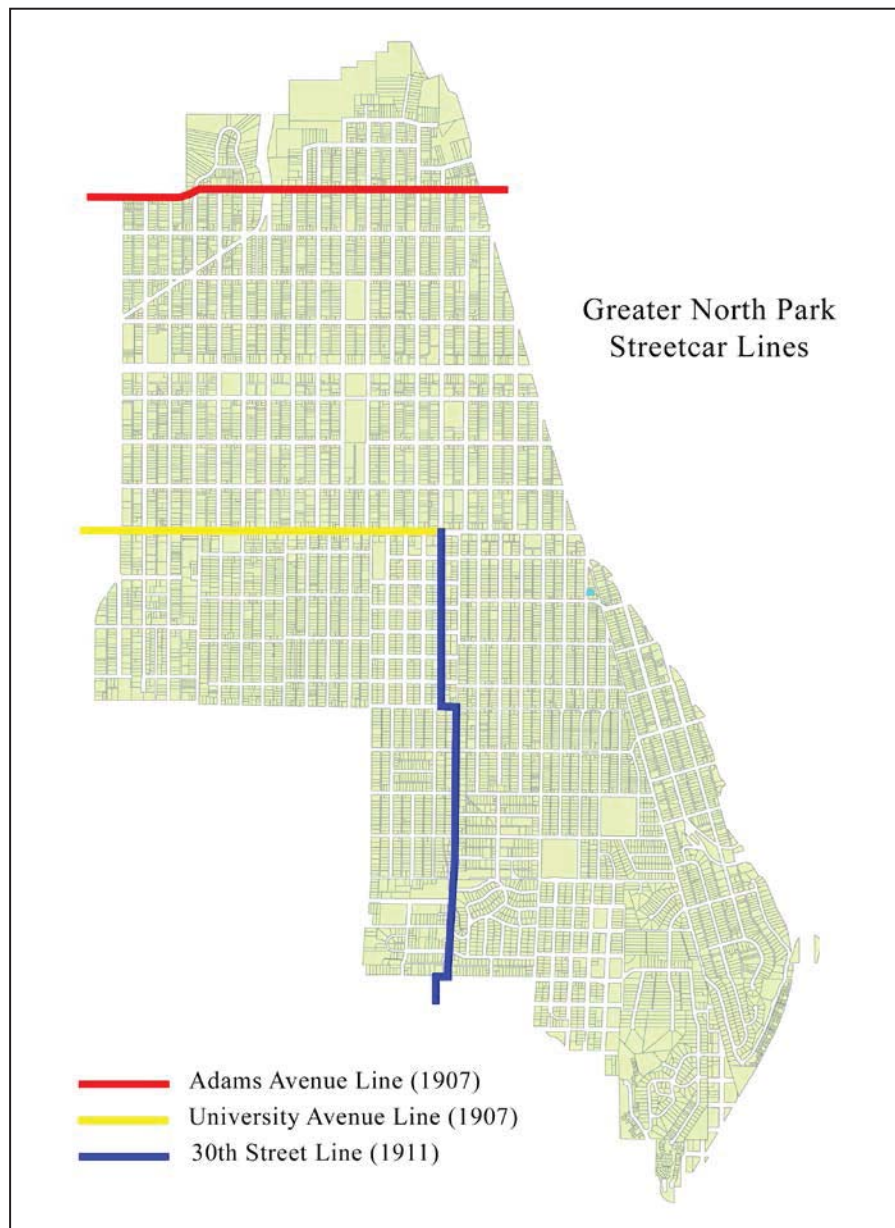 Greater North Park
Streetcar Lines
Adams Avenue Line (1907)
University Avenue Line (1907)
30th Street Line (1911)